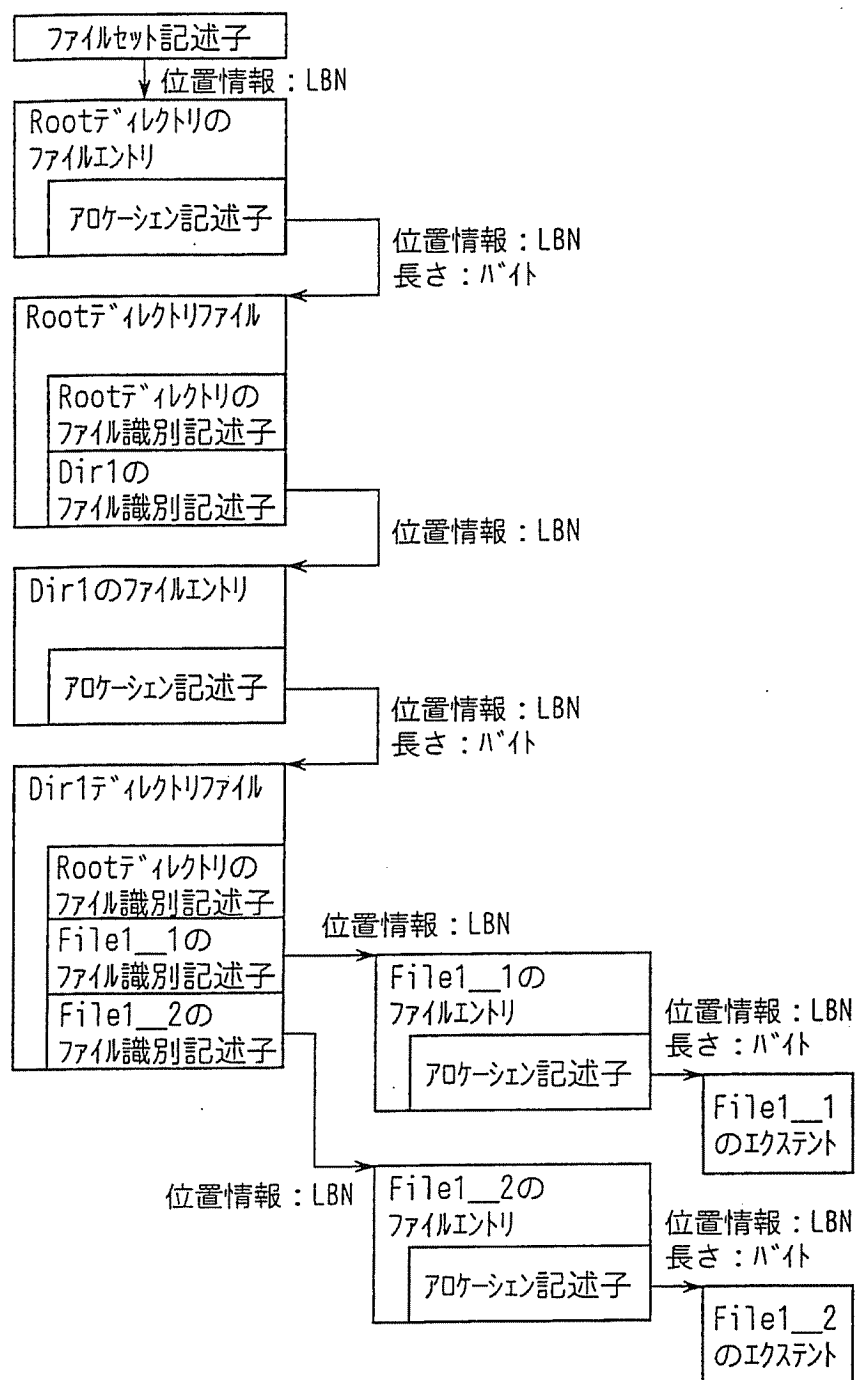 ファイルセット記述子
位置情報：LBN
Rootディレクトリの
ファイルエントリ
アロケーシェン記述子
位置情報：LBN
長さ：バイト
Rootディレクトリファイル
Rootディレクトリの
ファイル識別記述子
Dir1の
ファイル識別記述子
位置情報：LBN
Dir1のファイルエントリ
アロケーシェン記述子
位置情報：LBN
長さ：バイト
Dir1ディレクトリファイル
Rootディレクトリの
ファイル識別記述子
File1__1の
ファイル識別記述子
File1__2の
ファイル識別記述子
位置情報：LBN
File1__1の
ファイルエントリ
アロケーシェン記述子
位置情報：LBN
長さ：バイト
File1__1
のエクステント
位置情報：LBN
File1__2の
ファイルエントリ
アロケーシェン記述子
位置情報：LBN
長さ：バイト
File1__2
のエクステント